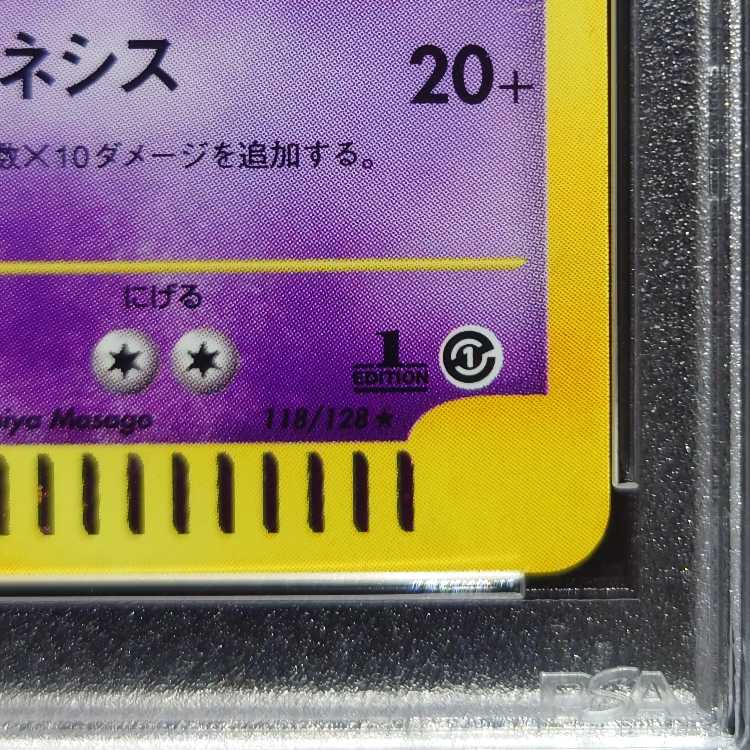 ネシス 20+
数×10ダメージを追加する。
にげる
1
EDITION
1
Masago 118/128★
PSA